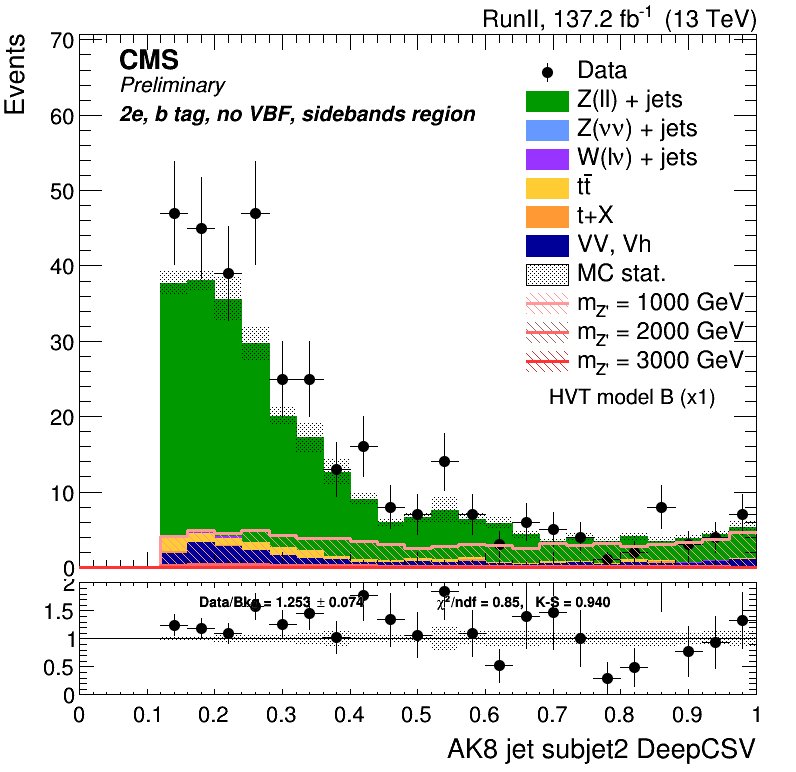 RunII, 137.2 fb⁻¹ (13 TeV)
Events
70
60
50
40
30
20
10
0
CMS
Preliminary
2e, b tag, no VBF, sidebands region
Data
Z(ll) + jets
Z(νν) + jets
W(lν) + jets
tt̄
t+X
VV, Vh
MC stat.
m_Z' = 1000 GeV
m_Z' = 2000 GeV
m_Z' = 3000 GeV
HVT model B (x1)
2
1.5
1
0.5
0
Data/Bkg = 1.253 ± 0.074
χ²/ndf = 0.85, K-S = 0.940
0 0.1 0.2 0.3 0.4 0.5 0.6 0.7 0.8 0.9 1
AK8 jet subjet2 DeepCSV